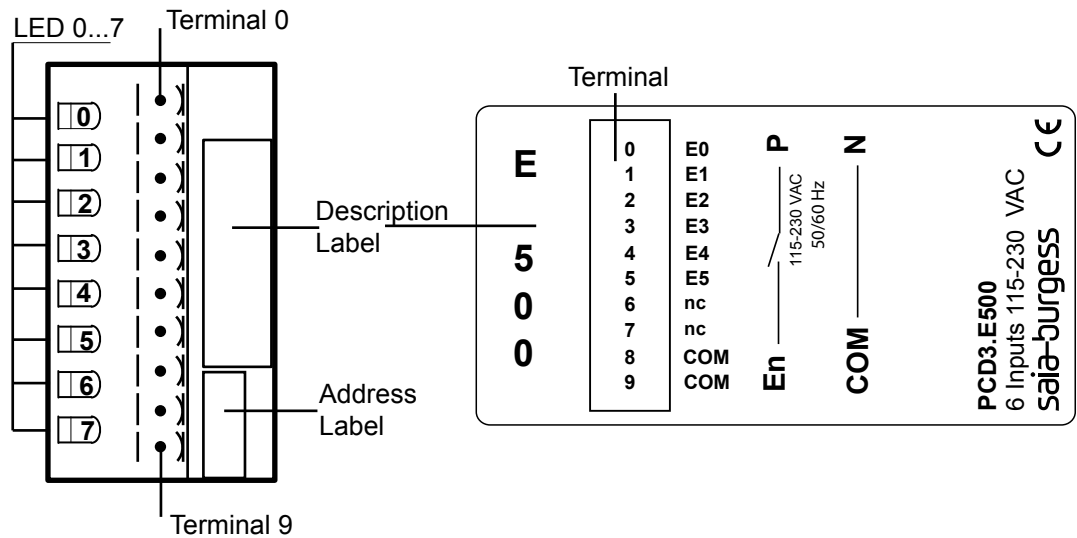 LED 0...7
Terminal 0
0
1
2
3
4
5
6
7
Description
Label
Address
Label
Terminal 9
Terminal
E
5
0
0
0 E0
1 E1
2 E2
3 E3
4 E4
5 E5
6 nc
7 nc
8 COM
9 COM
En P
115-230 VAC
50/60 Hz
COM N
PCD3.E500
6 Inputs 115-230 VAC
saia-burgess
CE